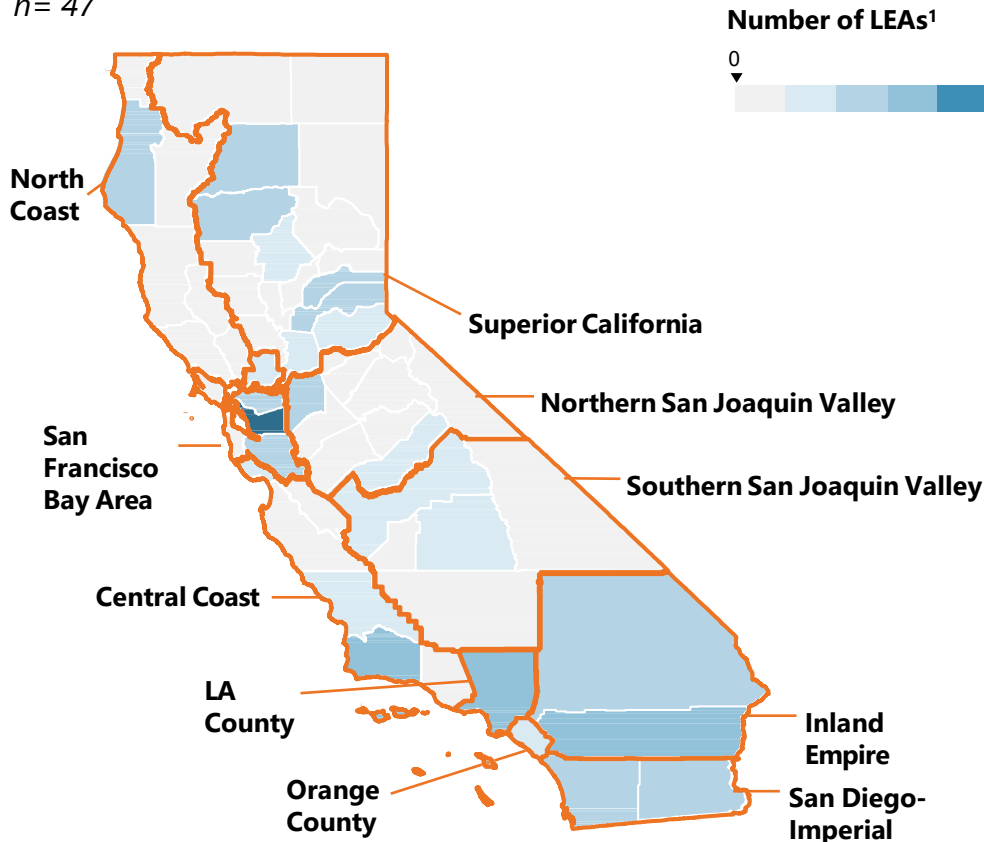 n= 47
Number of LEAs¹
0
North
Coast
Superior California
Northern San Joaquin Valley
San
Francisco
Bay Area
Southern San Joaquin Valley
Central Coast
LA
County
Inland
Empire
Orange
County
San Diego-
Imperial